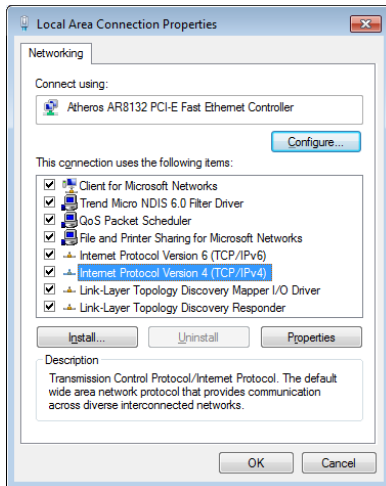 Local Area Connection Properties
Networking
Connect using:
Atheros AR8132 PCI-E Fast Ethernet Controller
Configure...
This connection uses the following items:
Client for Microsoft Networks
Trend Micro NDIS 6.0 Filter Driver
QoS Packet Scheduler
File and Printer Sharing for Microsoft Networks
Internet Protocol Version 6 (TCP/IPv6)
Internet Protocol Version 4 (TCP/IPv4)
Link-Layer Topology Discovery Mapper I/O Driver
Link-Layer Topology Discovery Responder
Install... Uninstall Properties
Description
Transmission Control Protocol/Internet Protocol. The default
wide area network protocol that provides communication
across diverse interconnected networks.
OK Cancel